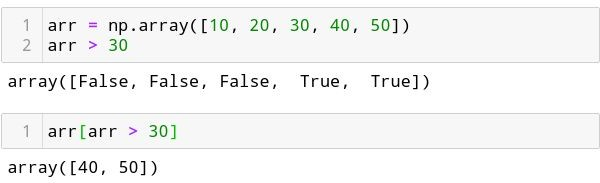 1 arr = np.array([10, 20, 30, 40, 50])
2 arr > 30
array([False, False, False,  True,  True])
1 arr[arr > 30]
array([40, 50])